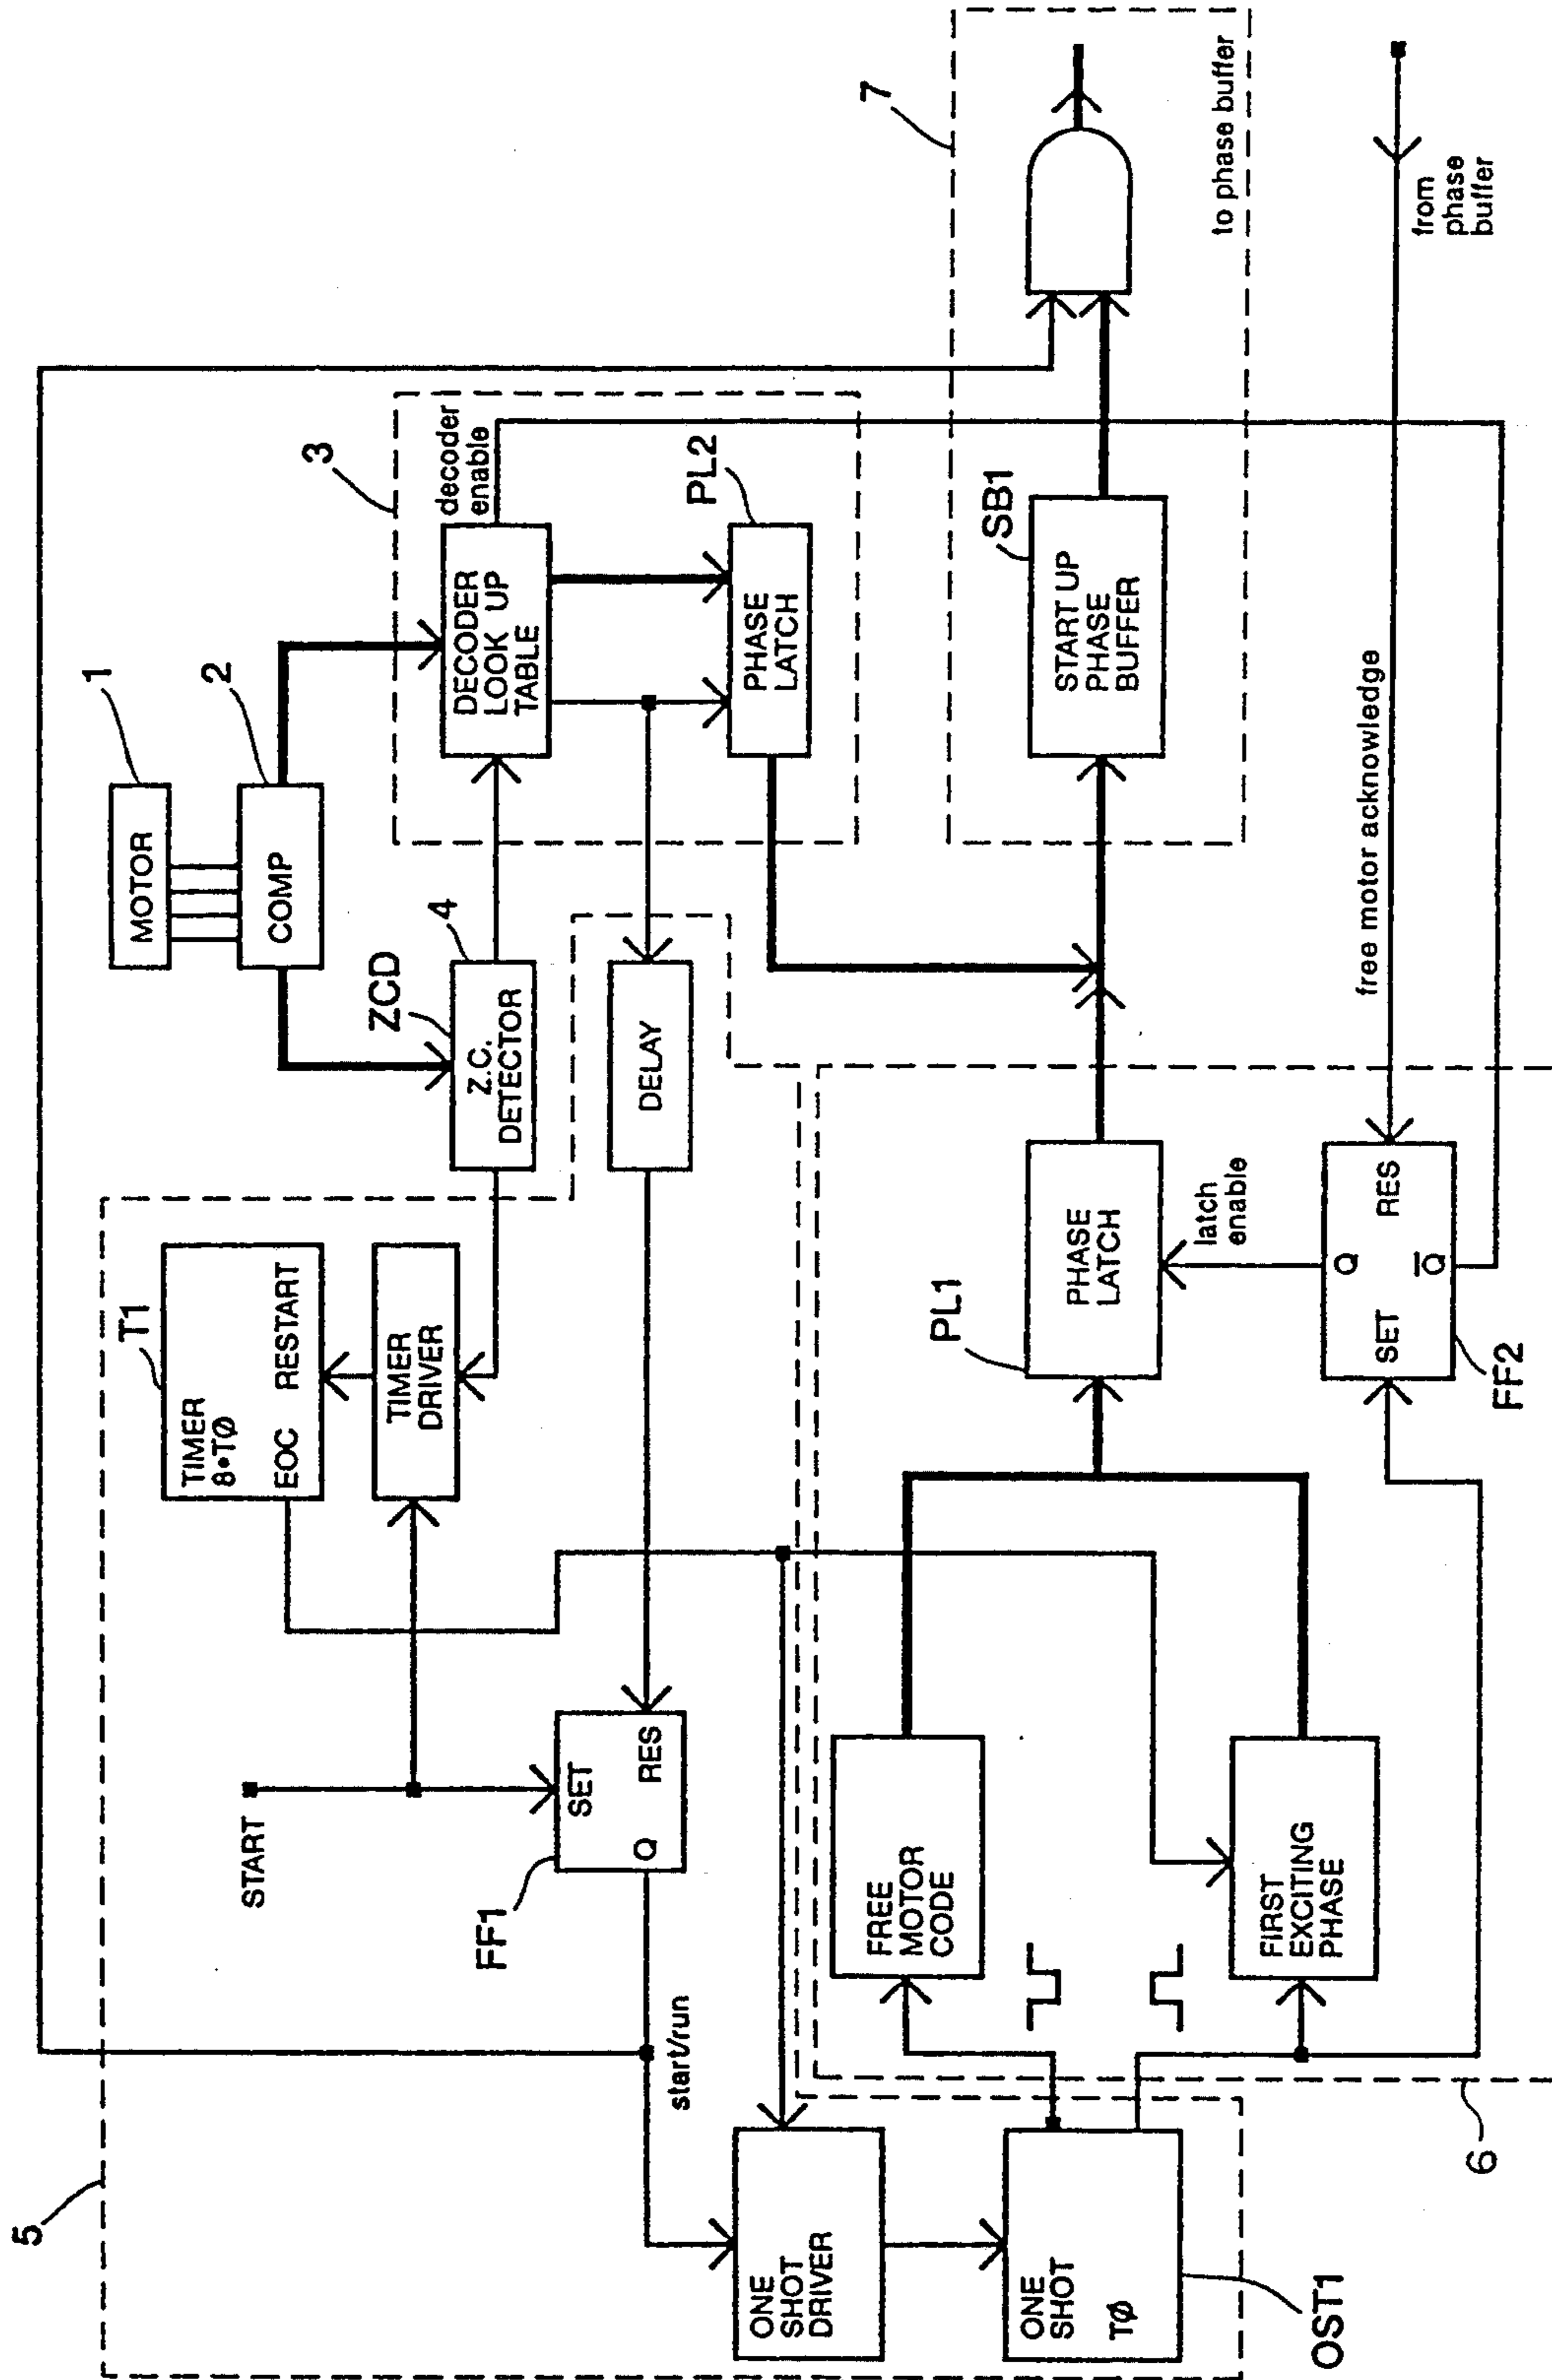 5
START
T1
TIMER
8•TØ
EOC RESTART
TIMER
DRIVER
1
MOTOR
2
COMP
ZCD
4
Z.C.
DETECTOR
3
DECODER
LOOK UP
TABLE
decoder
enable
FF1
SET
Q RES
start/run
DELAY
PL2
PHASE
LATCH
7
ONE
SHOT
DRIVER
FREE
MOTOR
CODE
PL1
PHASE
LATCH
latch
enable
SB1
START UP
PHASE
BUFFER
to phase buffer
ONE
SHOT
TØ
OST1
FIRST
EXCITING
PHASE
6
SET Q
Q RES
FF2
free motor acknowledge
from
phase
buffer